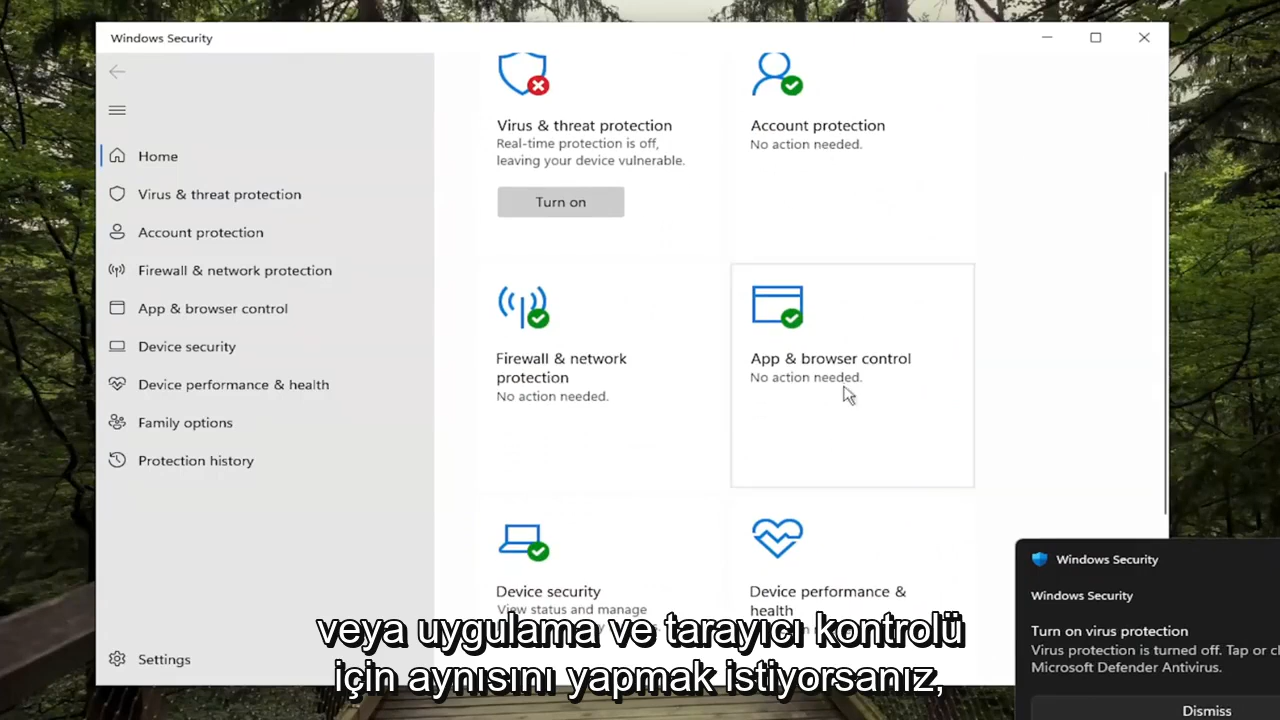 Windows Security
Home
Virus & threat protection
Account protection
Firewall & network protection
App & browser control
Device security
Device performance & health
Family options
Protection history
Settings
Virus & threat protection
Real-time protection is off,
leaving your device vulnerable.
Turn on
Account protection
No action needed.
Firewall & network
protection
No action needed.
App & browser control
No action needed.
Device security
View status and manage
Device performance &
health
veya uygulama ve tarayıcı kontrolü
için aynısını yapmak istiyorsanız,
Windows Security
Windows Security
Turn on virus protection
Virus protection is turned off. Tap or
Microsoft Defender Antivirus.
Dismiss